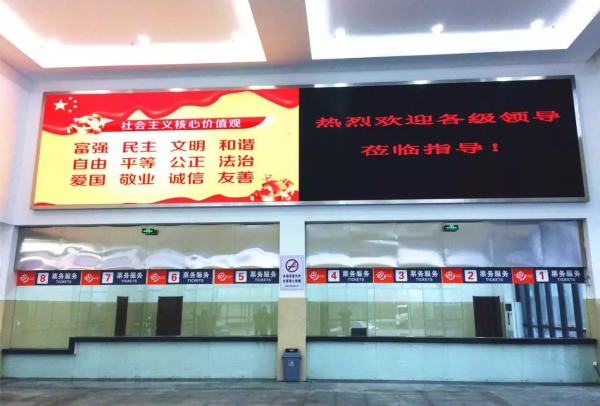 社会主义核心价值观
富强 民主 文明 和谐
自由 平等 公正 法治
爱国 敬业 诚信 友善
热烈欢迎各级领导
莅临指导！
8 票务服务 TICKETS
7 票务服务 TICKETS
6 票务服务 TICKETS
5 票务服务 TICKETS
4 票务服务 TICKETS
3 票务服务 TICKETS
2 票务服务 TICKETS
1 票务服务 TICKETS